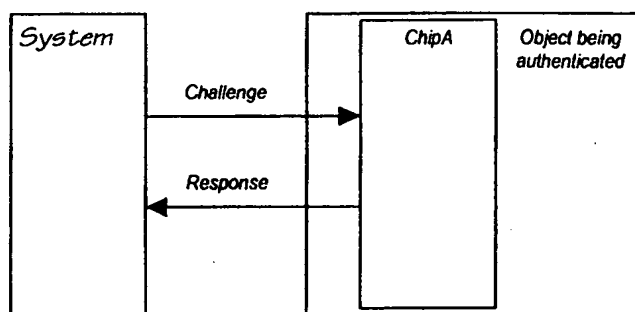 System
ChipA
Object being
authenticated
Challenge
Response